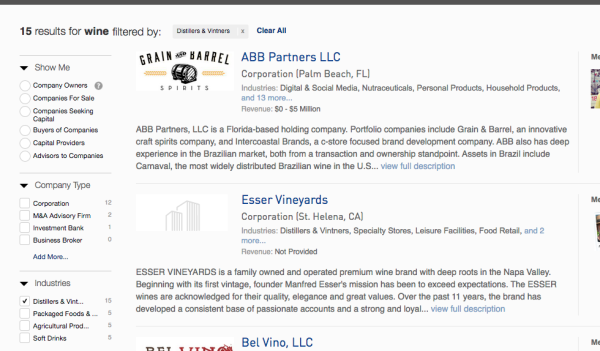 15 results for wine filtered by:
Distillers & Vintners x
Clear All
Show Me
Company Owners ?
Companies For Sale
Companies Seeking
Capital
Buyers of Companies
Capital Providers
Advisors to Companies
Company Type
Corporation 12
M&A Advisory Firm 2
Investment Bank 1
Business Broker 0
Add More...
Industries
Distillers & Vint... 15
Packaged Foods & ... 5
Agricultural Prod... 5
Soft Drinks 5
GRAIN AND BARREL
SPIRITS
ABB Partners LLC
Corporation (Palm Beach, FL)
Industries: Digital & Social Media, Nutraceuticals, Personal Products, Household Products,
and 13 more...
Revenue: $0 - $5 Million
ABB Partners, LLC is a Florida-based holding company. Portfolio companies include Grain & Barrel, an innovative
craft spirits company, and Intercoastal Brands, a c-store focused brand development company. ABB also has deep
experience in the Brazilian market, both from a transaction and ownership standpoint. Assets in Brazil include
Carnaval, the most widely distributed Brazilian wine in the U.S... view full description
Esser Vineyards
Corporation (St. Helena, CA)
Industries: Distillers & Vintners, Specialty Stores, Leisure Facilities, Food Retail, and 2
more...
Revenue: Not Provided
ESSER VINEYARDS is a family owned and operated premium wine brand with deep roots in the Napa Valley.
Beginning with its first vintage, founder Manfred Esser's mission has been to exceed expectations. The ESSER
wines are acknowledged for their quality, elegance and great values. Over the past 11 years, the brand has
developed a consistent base of passionate accounts and a strong and loyal... view full description
BEL VINO
Bel Vino, LLC
Me
Me
Me